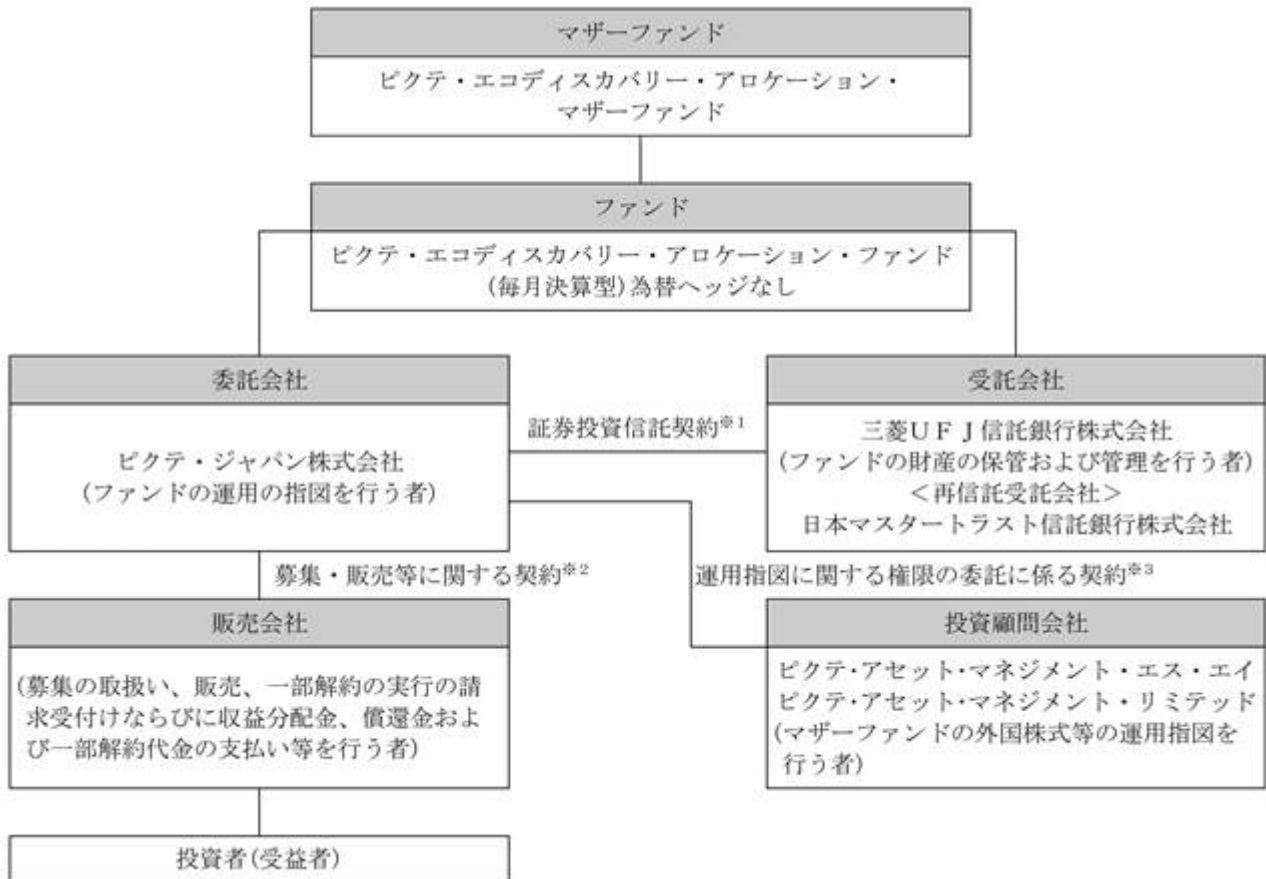 マザーファンド
ピクテ・エコディスカバリー・アロケーション・
マザーファンド
ファンド
ピクテ・エコディスカバリー・アロケーション・ファンド
(毎月決算型)為替ヘッジなし
委託会社
ピクテ・ジャパン株式会社
(ファンドの運用の指図を行う者)
証券投資信託契約※1
受託会社
三菱UFJ信託銀行株式会社
(ファンドの財産の保管および管理を行う者)
＜再信託受託会社＞
日本マスタートラスト信託銀行株式会社
募集・販売等に関する契約※2
運用指図に関する権限の委託に係る契約※3
販売会社
(募集の取扱い、販売、一部解約の実行の請
求受付けならびに収益分配金、償還金およ
び一部解約代金の支払い等を行う者)
投資顧問会社
ピクテ・アセット・マネジメント・エス・エイ
ピクテ・アセット・マネジメント・リミテッド
(マザーファンドの外国株式等の運用指図を
行う者)
投資者(受益者)